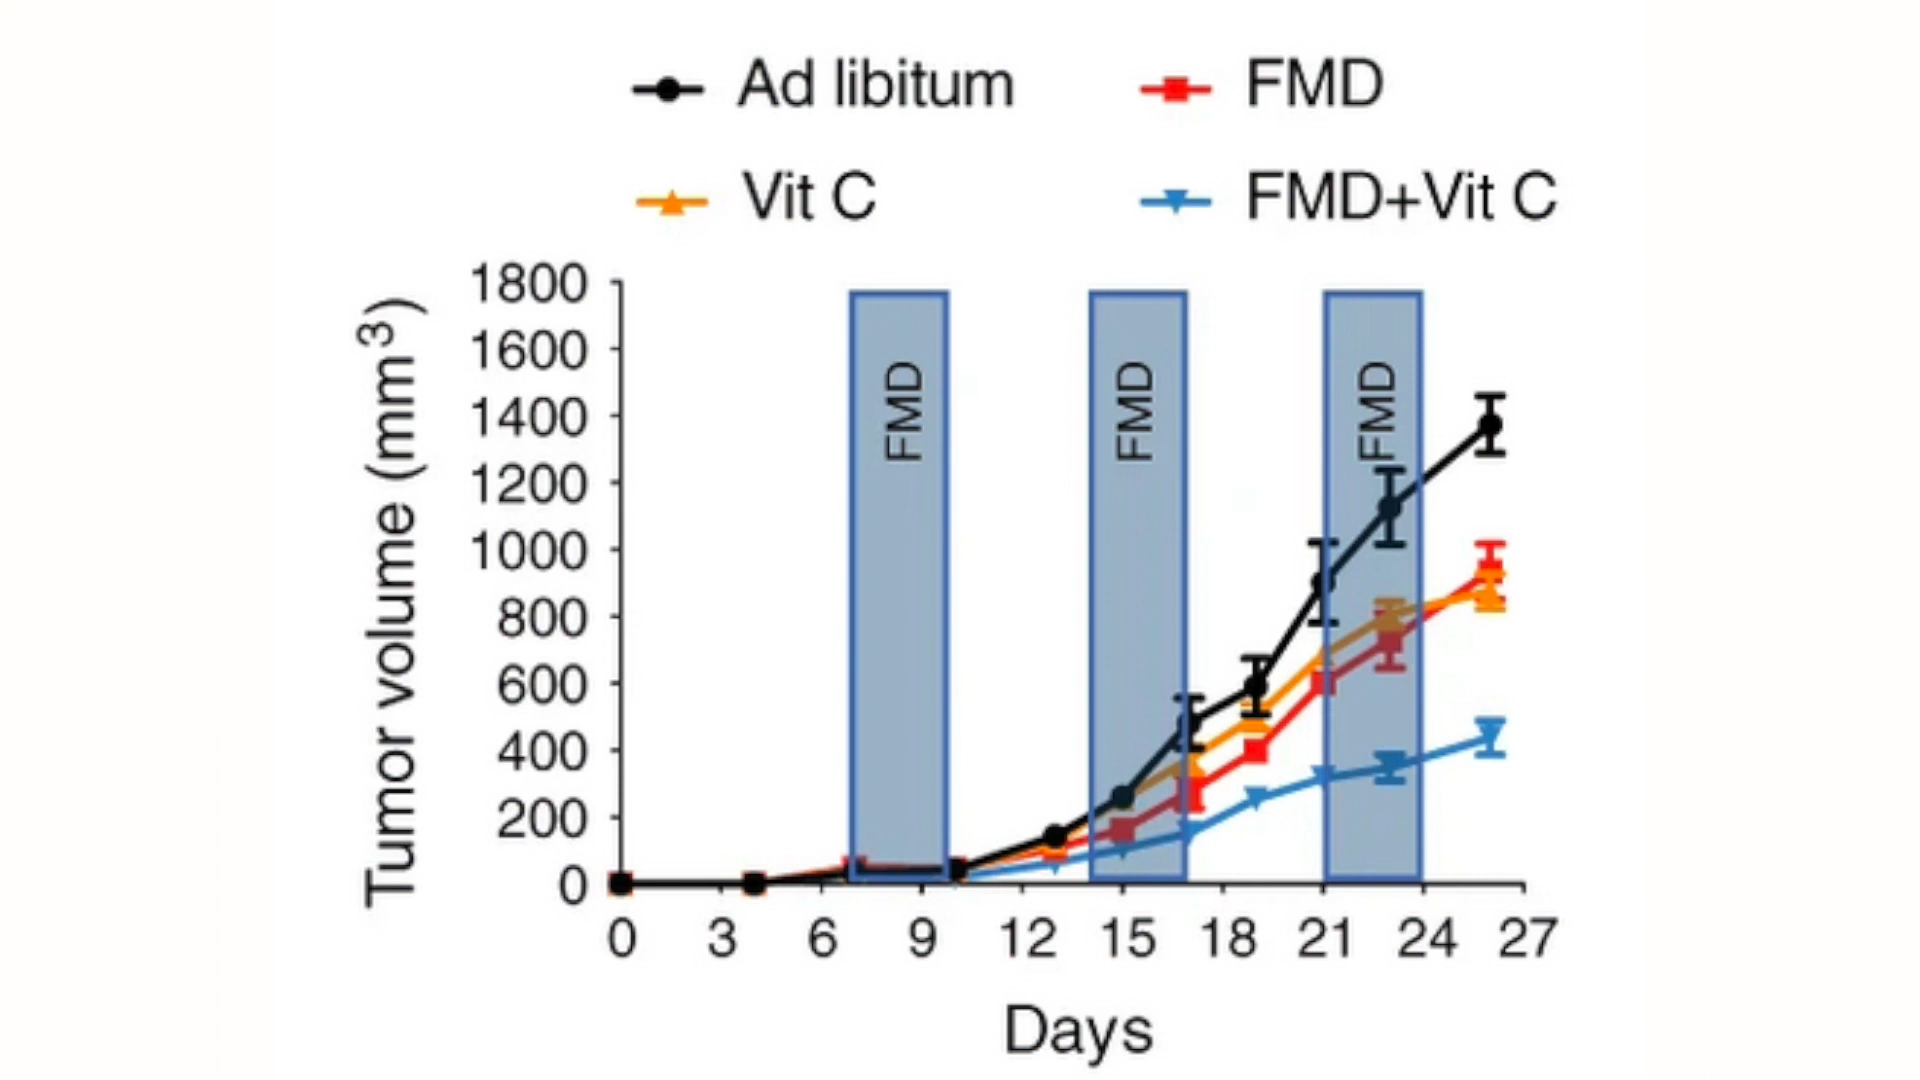 Ad libitum
FMD
Vit C
FMD+Vit C
Tumor volume (mm³)
1800
1600
1400
1200
1000
800
600
400
200
0
FMD
FMD
FMD
0 3 6 9 12 15 18 21 24 27
Days